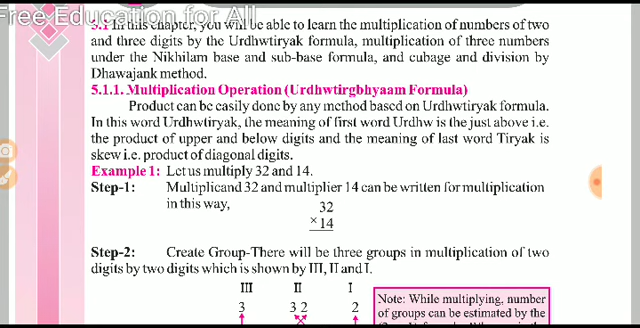 Free Education for All
5.1 In this chapter, you will be able to learn the multiplication of numbers of two
and three digits by the Urdhwtiryak formula, multiplication of three numbers
under the Nikhilam base and sub-base formula, and cubage and division by
Dhawajank method.
5.1.1. Multiplication Operation (Urdhwtirgbhyaam Formula)
Product can be easily done by any method based on Urdhwtiryak formula.
In this word Urdhwtiryak, the meaning of first word Urdhw is the just above i.e.
the product of upper and below digits and the meaning of last word Tiryak is
skew i.e. product of diagonal digits.
Example 1: Let us multiply 32 and 14.
Step-1: Multiplicand 32 and multiplier 14 can be written for multiplication
in this way,
32
× 14
Step-2: Create Group-There will be three groups in multiplication of two
digits by two digits which is shown by III, II and I.
III II I
3 3 2 2
Note: While multiplying, number
of groups can be estimated by the